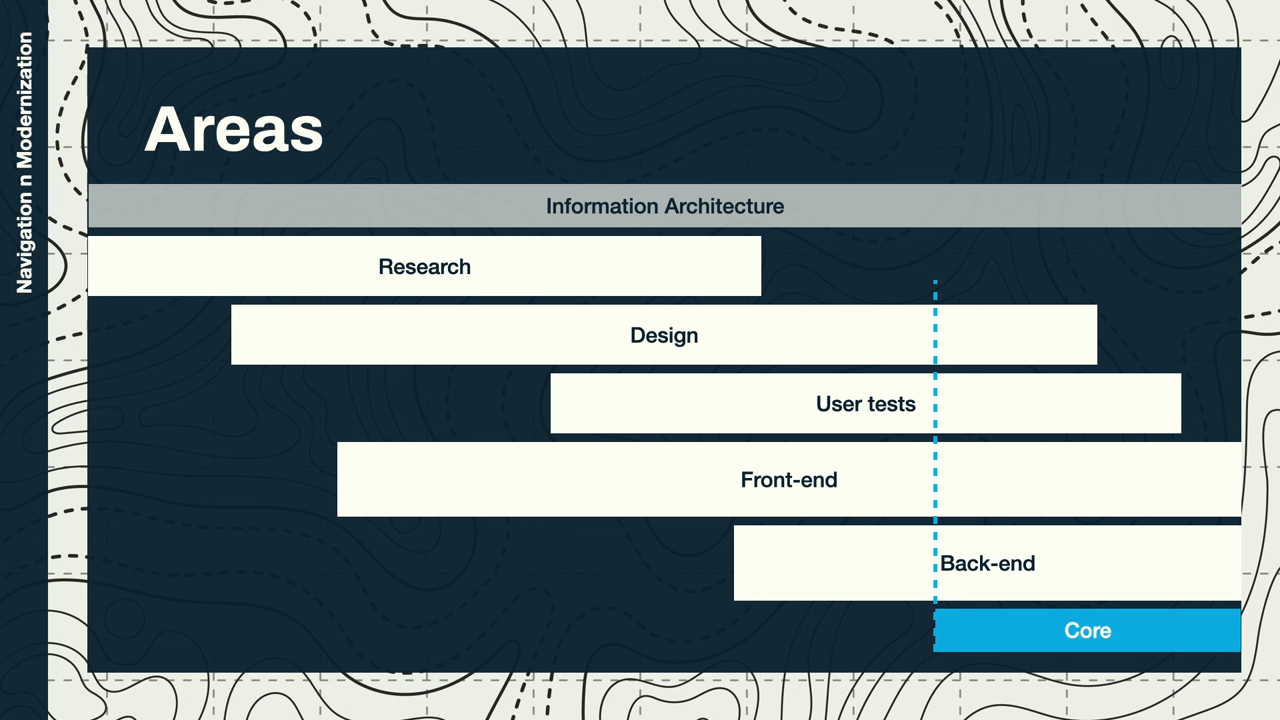 Navigation n Modernization
Areas
Information Architecture
Research
Design
User tests
Front-end
Back-end
Core